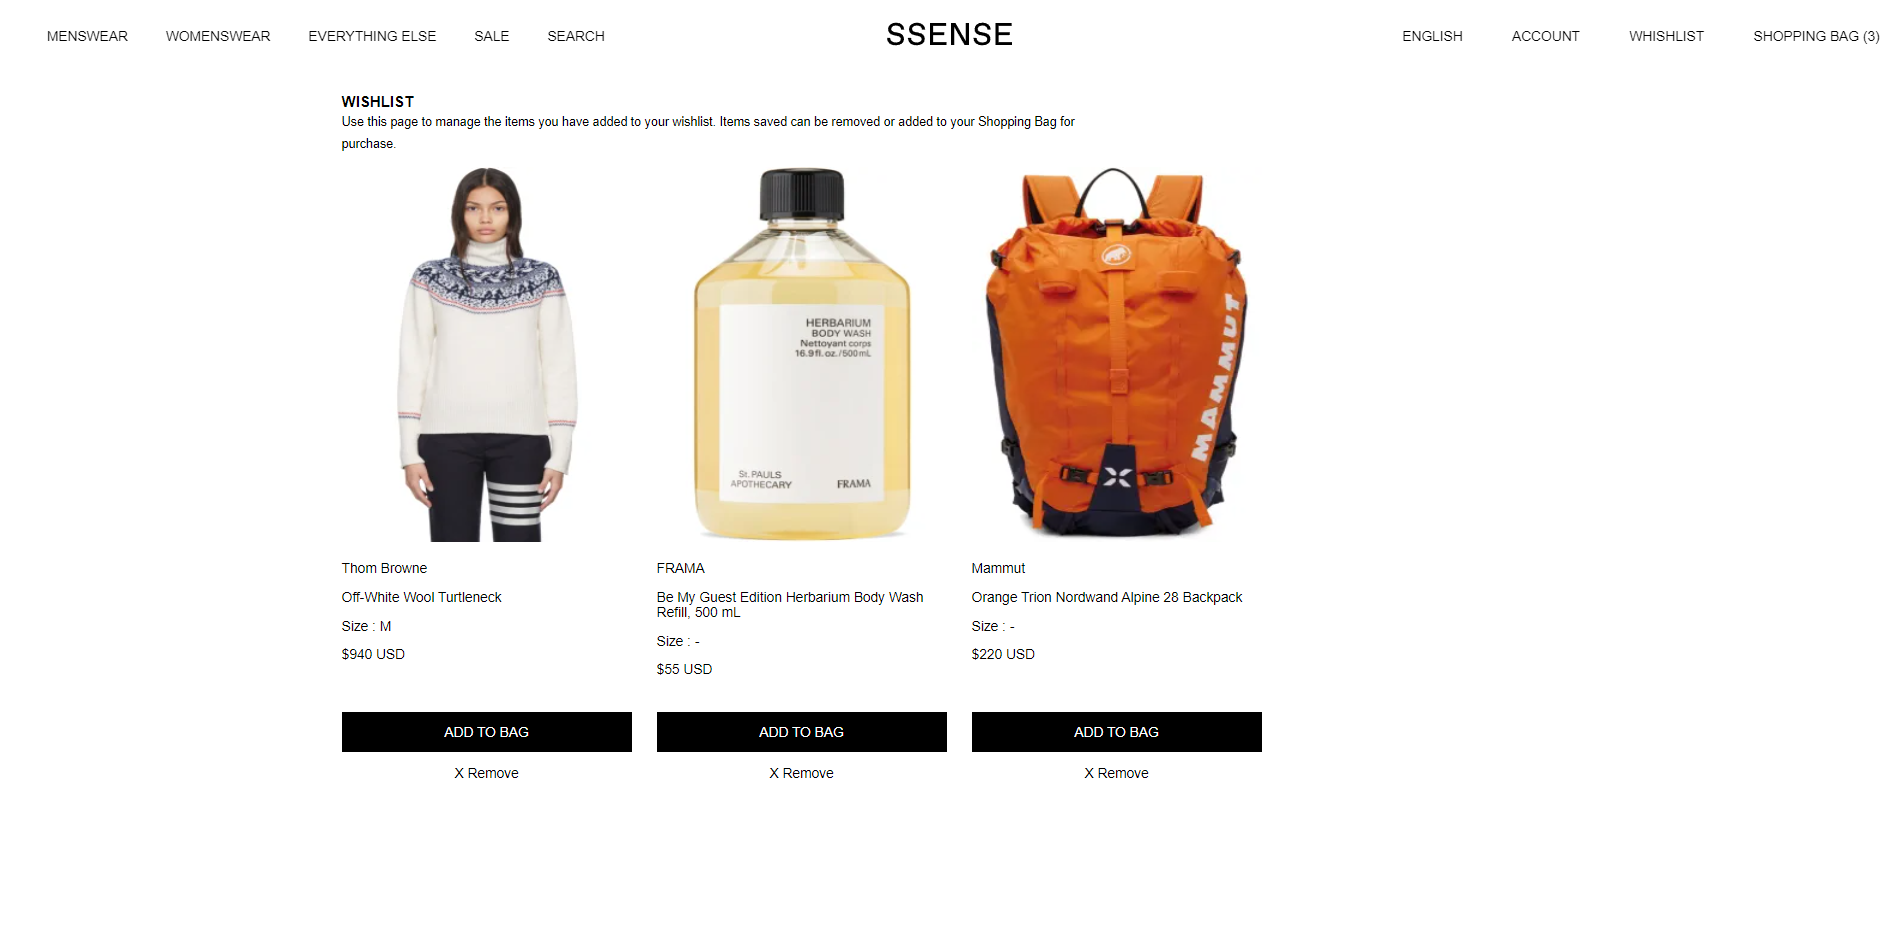 MENSWEAR WOMENSWEAR EVERYTHING ELSE SALE SEARCH SSENSE ENGLISH ACCOUNT WHISHLIST SHOPPING BAG (3)
WISHLIST
Use this page to manage the items you have added to your wishlist. Items saved can be removed or added to your Shopping Bag for
purchase.
HERBARIUM
BODY WASH
Nettoyant corps
16.9 fl. oz. / 500 mL
St. PAULS
APOTHECARY
FRAMA
MAMMUT
Thom Browne
Off-White Wool Turtleneck
Size : M
$940 USD
ADD TO BAG
X Remove
FRAMA
Be My Guest Edition Herbarium Body Wash
Refill, 500 mL
Size : -
$55 USD
ADD TO BAG
X Remove
Mammut
Orange Trion Nordwand Alpine 28 Backpack
Size : -
$220 USD
ADD TO BAG
X Remove